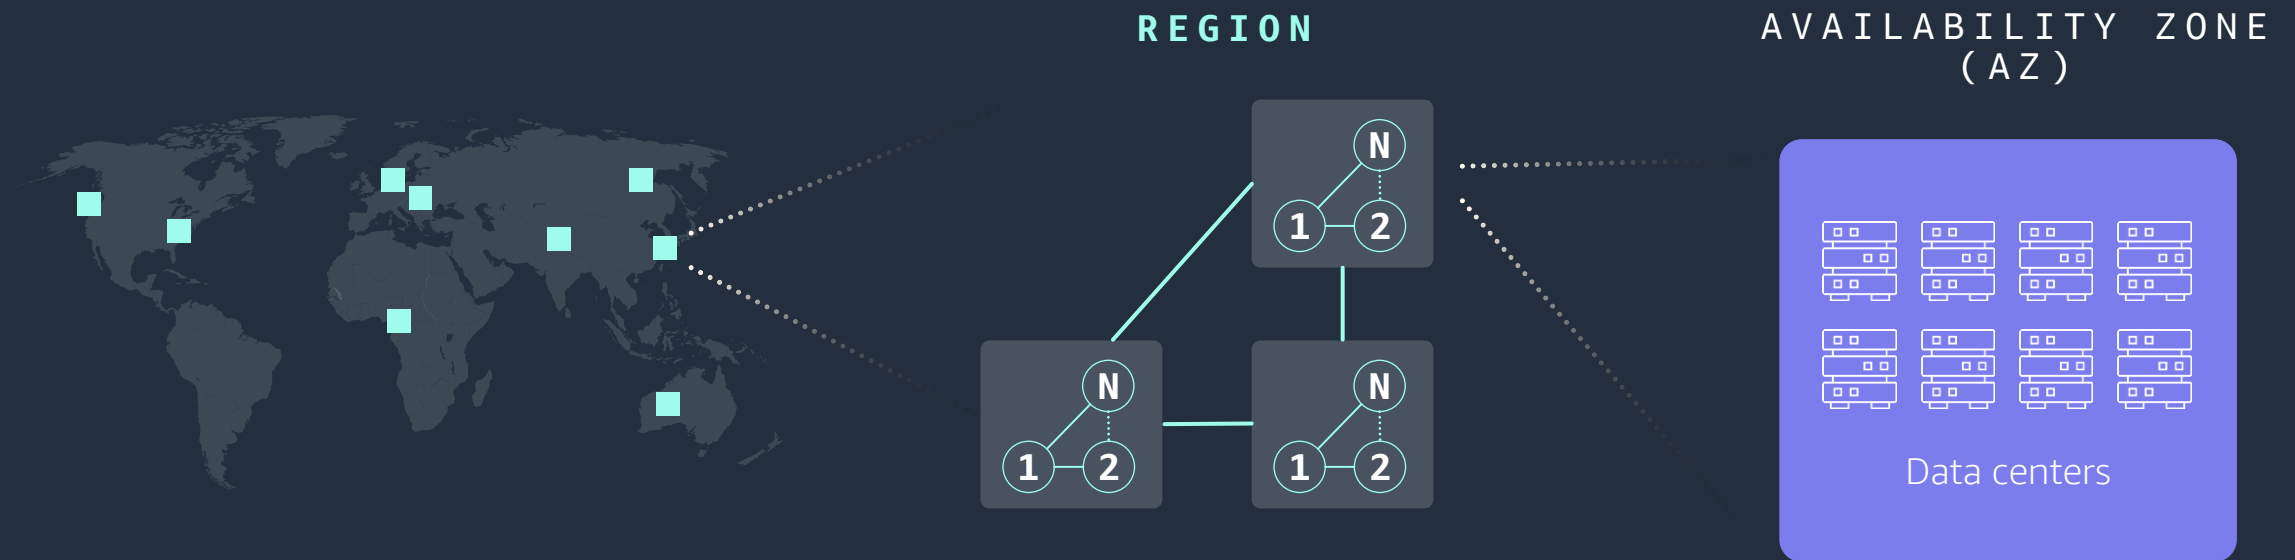 REGION
AVAILABILITY ZONE
(AZ)
N
1 2
N
1 2
N
1 2
Data centers